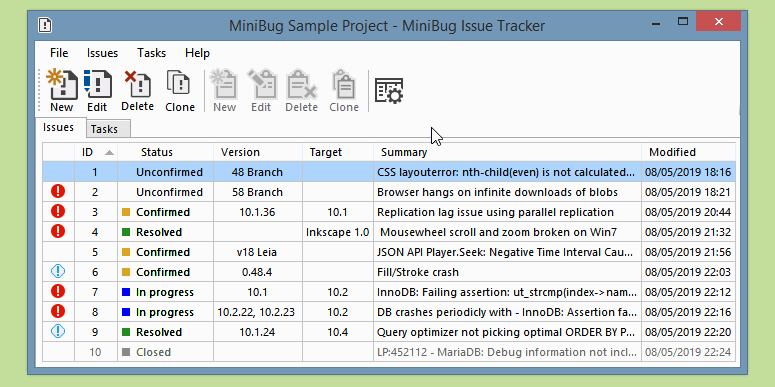 MiniBug Sample Project - MiniBug Issue Tracker
File Issues Tasks Help
New Edit Delete Clone New Edit Delete Clone
Issues Tasks
ID Status Version Target Summary Modified
1 Unconfirmed 48 Branch CSS layouterror: nth-child(even) is not calculated... 08/05/2019 18:16
2 Unconfirmed 58 Branch Browser hangs on infinite downloads of blobs 08/05/2019 18:21
3 Confirmed 10.1.36 10.1 Replication lag issue using parallel replication 08/05/2019 20:44
4 Resolved Inkscape 1.0 Mousewheel scroll and zoom broken on Win7 08/05/2019 21:32
5 Confirmed v18 Leia JSON API Player.Seek: Negative Time Interval Cau... 08/05/2019 21:56
6 Confirmed 0.48.4 Fill/Stroke crash 08/05/2019 22:03
7 In progress 10.1 10.2 InnoDB: Failing assertion: ut_strcmp(index->nam... 08/05/2019 22:12
8 In progress 10.2.22, 10.2.23 10.2 DB crashes periodically with - InnoDB: Assertion fa... 08/05/2019 22:16
9 Resolved 10.1.24 10.4 Query optimizer not picking optimal ORDER BY P... 08/05/2019 22:20
10 Closed LP:452112 - MariaDB: Debug information not incl... 08/05/2019 22:24